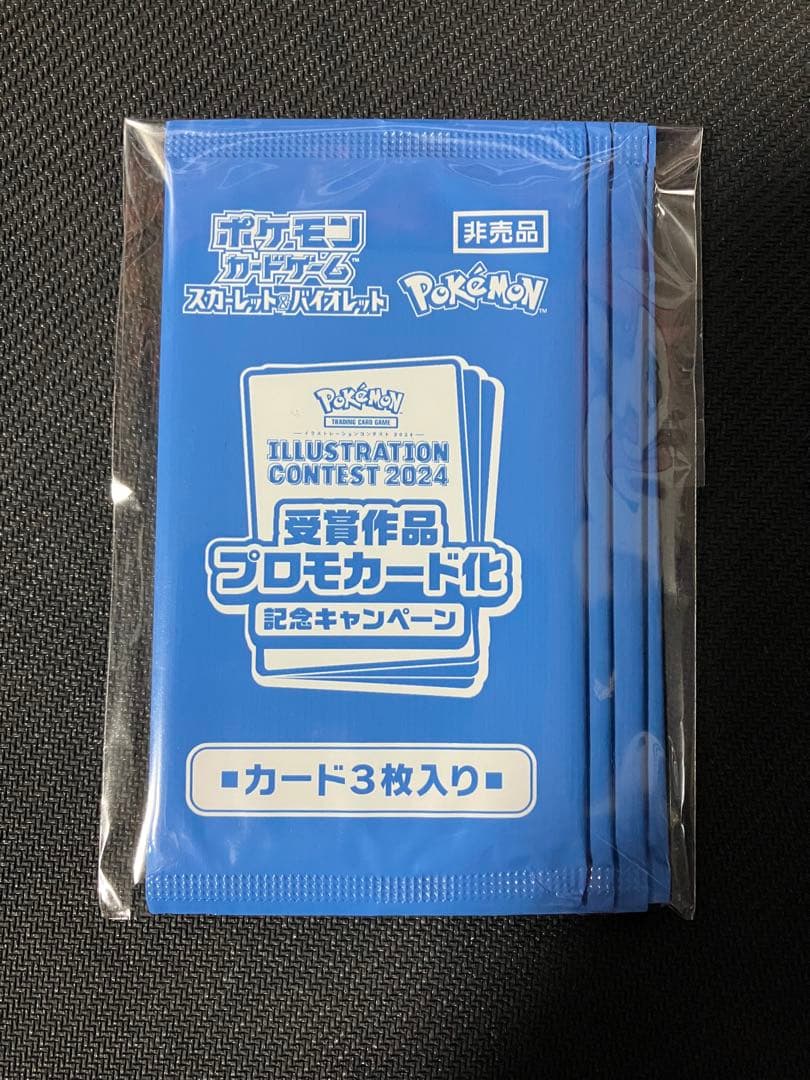 ポケモン
カードゲーム™
スカーレット&バイオレット
非売品
POKéMON™
POKéMON
TRADING CARD GAME
イラストレーションコンテスト 2024
ILLUSTRATION
CONTEST 2024
受賞作品
プロモカード化
記念キャンペーン
■カード3枚入り■